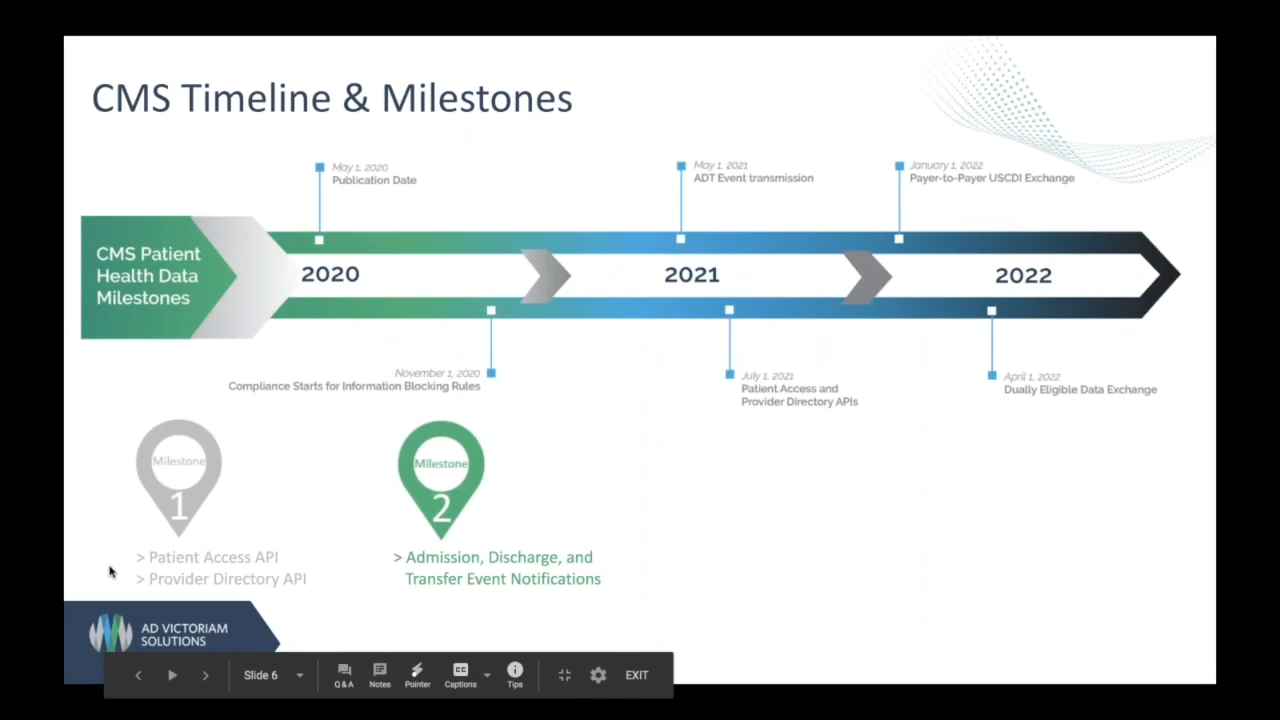 CMS Timeline & Milestones
May 1, 2020
Publication Date
May 1, 2021
ADT Event transmission
January 1, 2022
Payer-to-Payer USCDI Exchange
CMS Patient
Health Data
Milestones
2020
2021
2022
November 1, 2020
Compliance Starts for Information Blocking Rules
July 1, 2021
Patient Access and
Provider Directory APIs
April 1, 2022
Dually Eligible Data Exchange
Milestone
1
> Patient Access API
> Provider Directory API
Milestone
2
> Admission, Discharge, and
Transfer Event Notifications
AD VICTORIAM
SOLUTIONS
Slide 6
Q & A
Notes
Pointer
CC
Captions
Tips
EXIT